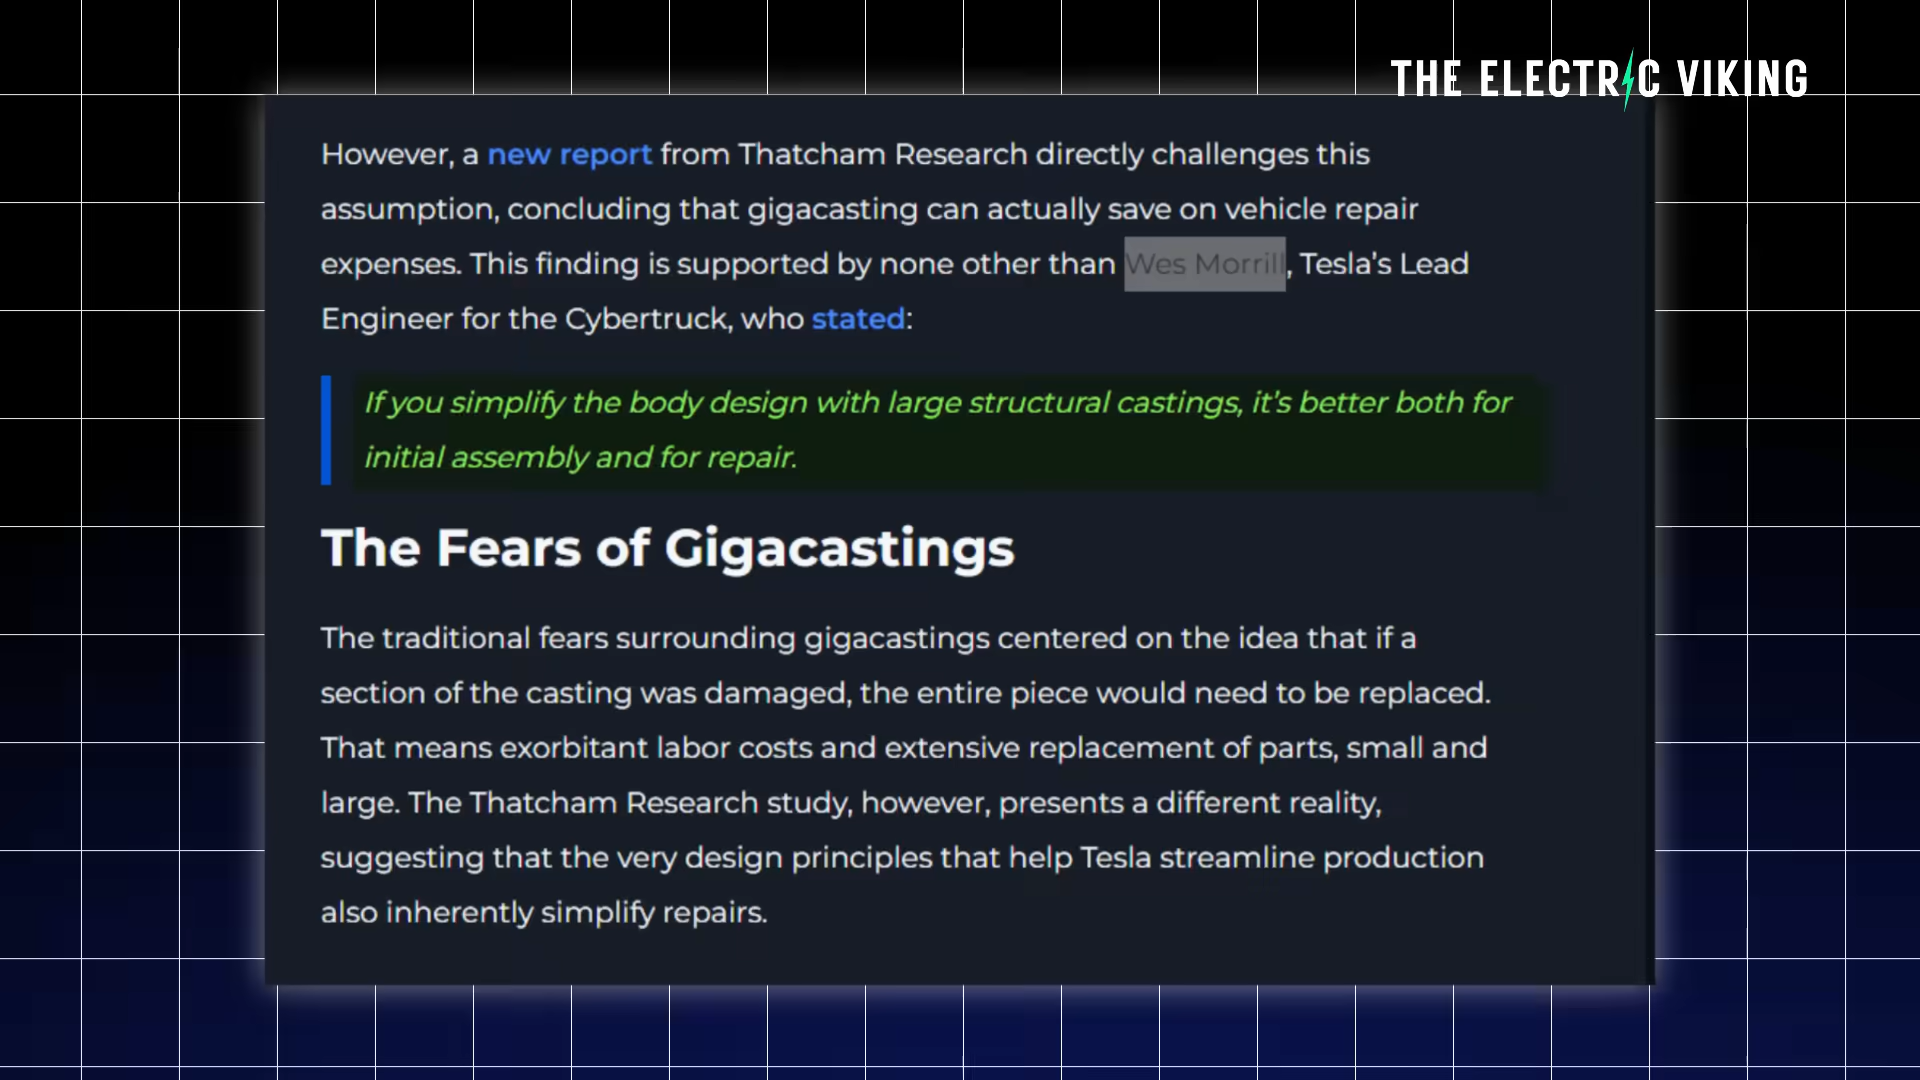 THE ELECTRIC VIKING
However, a new report from Thatcham Research directly challenges this
assumption, concluding that gigacasting can actually save on vehicle repair
expenses. This finding is supported by none other than Wes Morrill, Tesla's Lead
Engineer for the Cybertruck, who stated:
If you simplify the body design with large structural castings, it's better both for
initial assembly and for repair.
The Fears of Gigacastings
The traditional fears surrounding gigacastings centered on the idea that if a
section of the casting was damaged, the entire piece would need to be replaced.
That means exorbitant labor costs and extensive replacement of parts, small and
large. The Thatcham Research study, however, presents a different reality,
suggesting that the very design principles that help Tesla streamline production
also inherently simplify repairs.